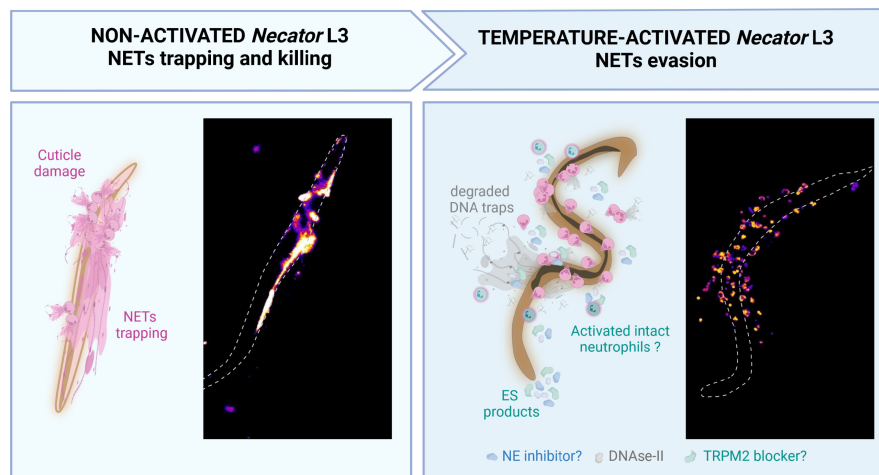 NON-ACTIVATED Necator L3
NETs trapping and killing
TEMPERATURE-ACTIVATED Necator L3
NETs evasion
Cuticle
damage
NETs
trapping
degraded
DNA traps
Activated intact
neutrophils ?
ES
products
NE inhibitor?
DNAse-II
TRPM2 blocker?